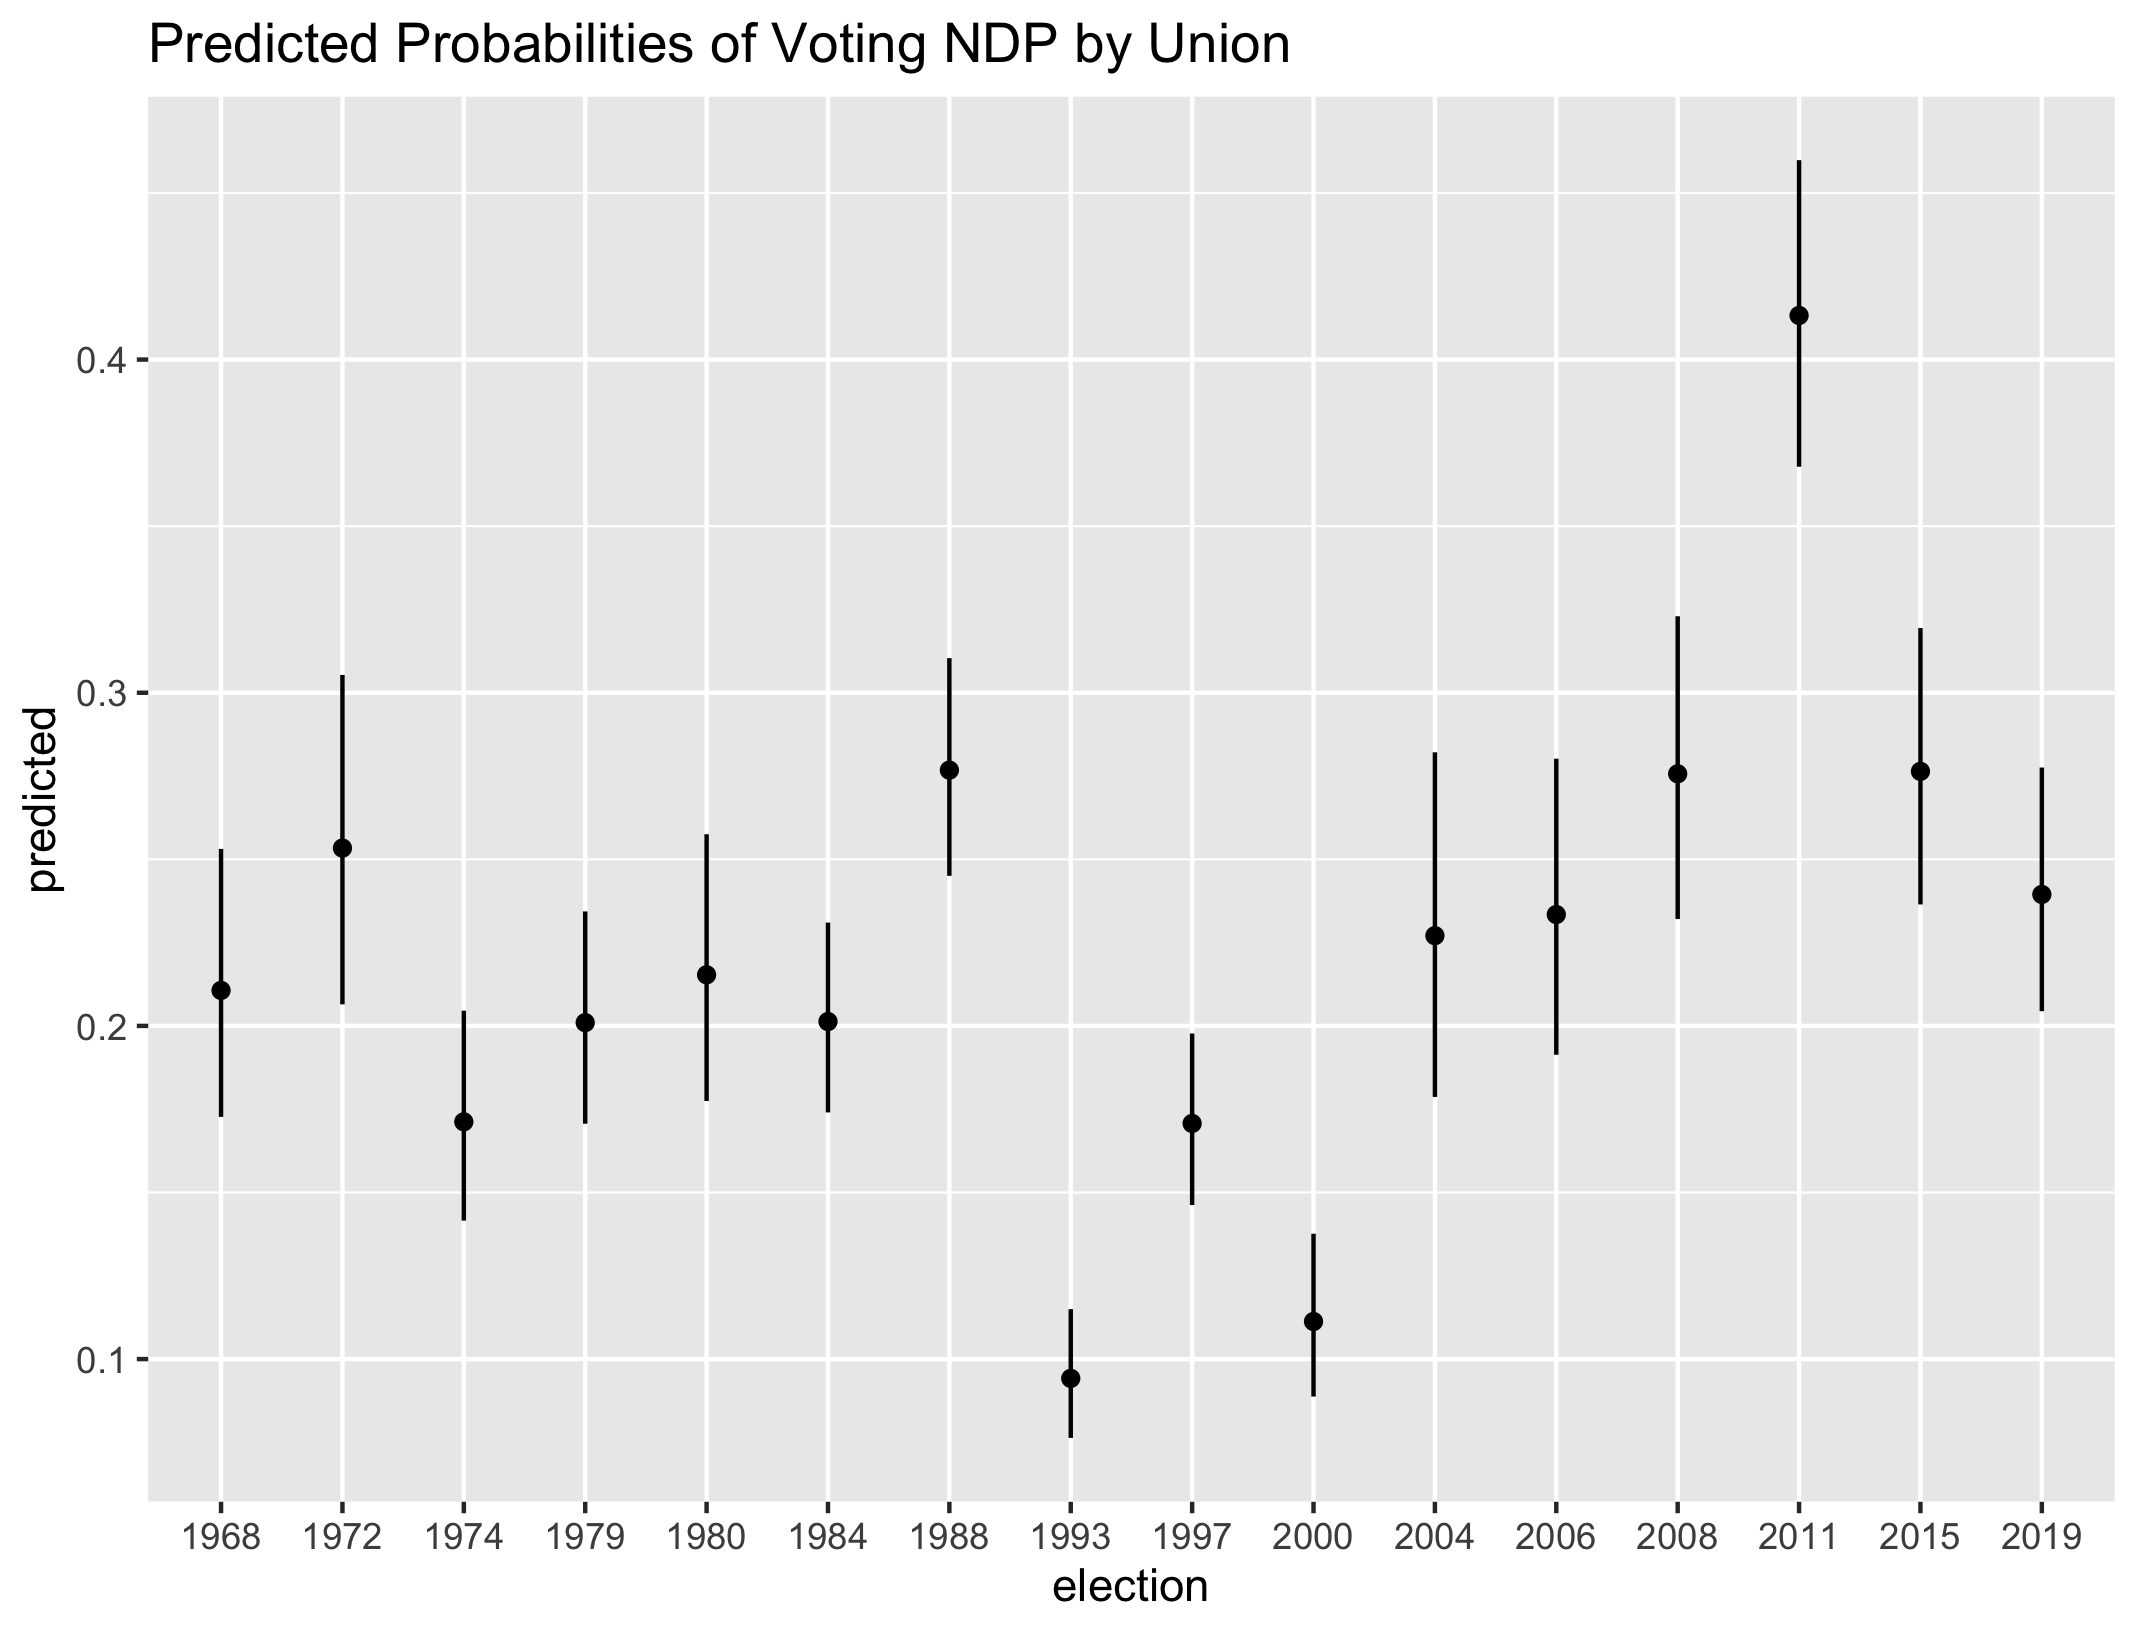 Predicted Probabilities of Voting NDP by Union
predicted
0.4
0.3
0.2
0.1
1968 1972 1974 1979 1980 1984 1988 1993 1997 2000 2004 2006 2008 2011 2015 2019
election